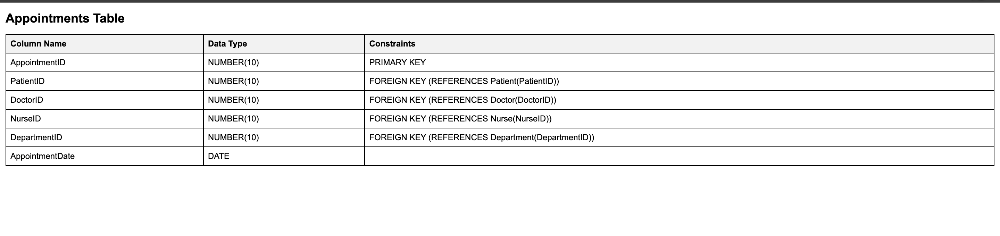 Appointments Table
Column Name Data Type Constraints
AppointmentID NUMBER(10) PRIMARY KEY
PatientID NUMBER(10) FOREIGN KEY (REFERENCES Patient(PatientID))
DoctorID NUMBER(10) FOREIGN KEY (REFERENCES Doctor(DoctorID))
NurseID NUMBER(10) FOREIGN KEY (REFERENCES Nurse(NurseID))
DepartmentID NUMBER(10) FOREIGN KEY (REFERENCES Department(DepartmentID))
AppointmentDate DATE